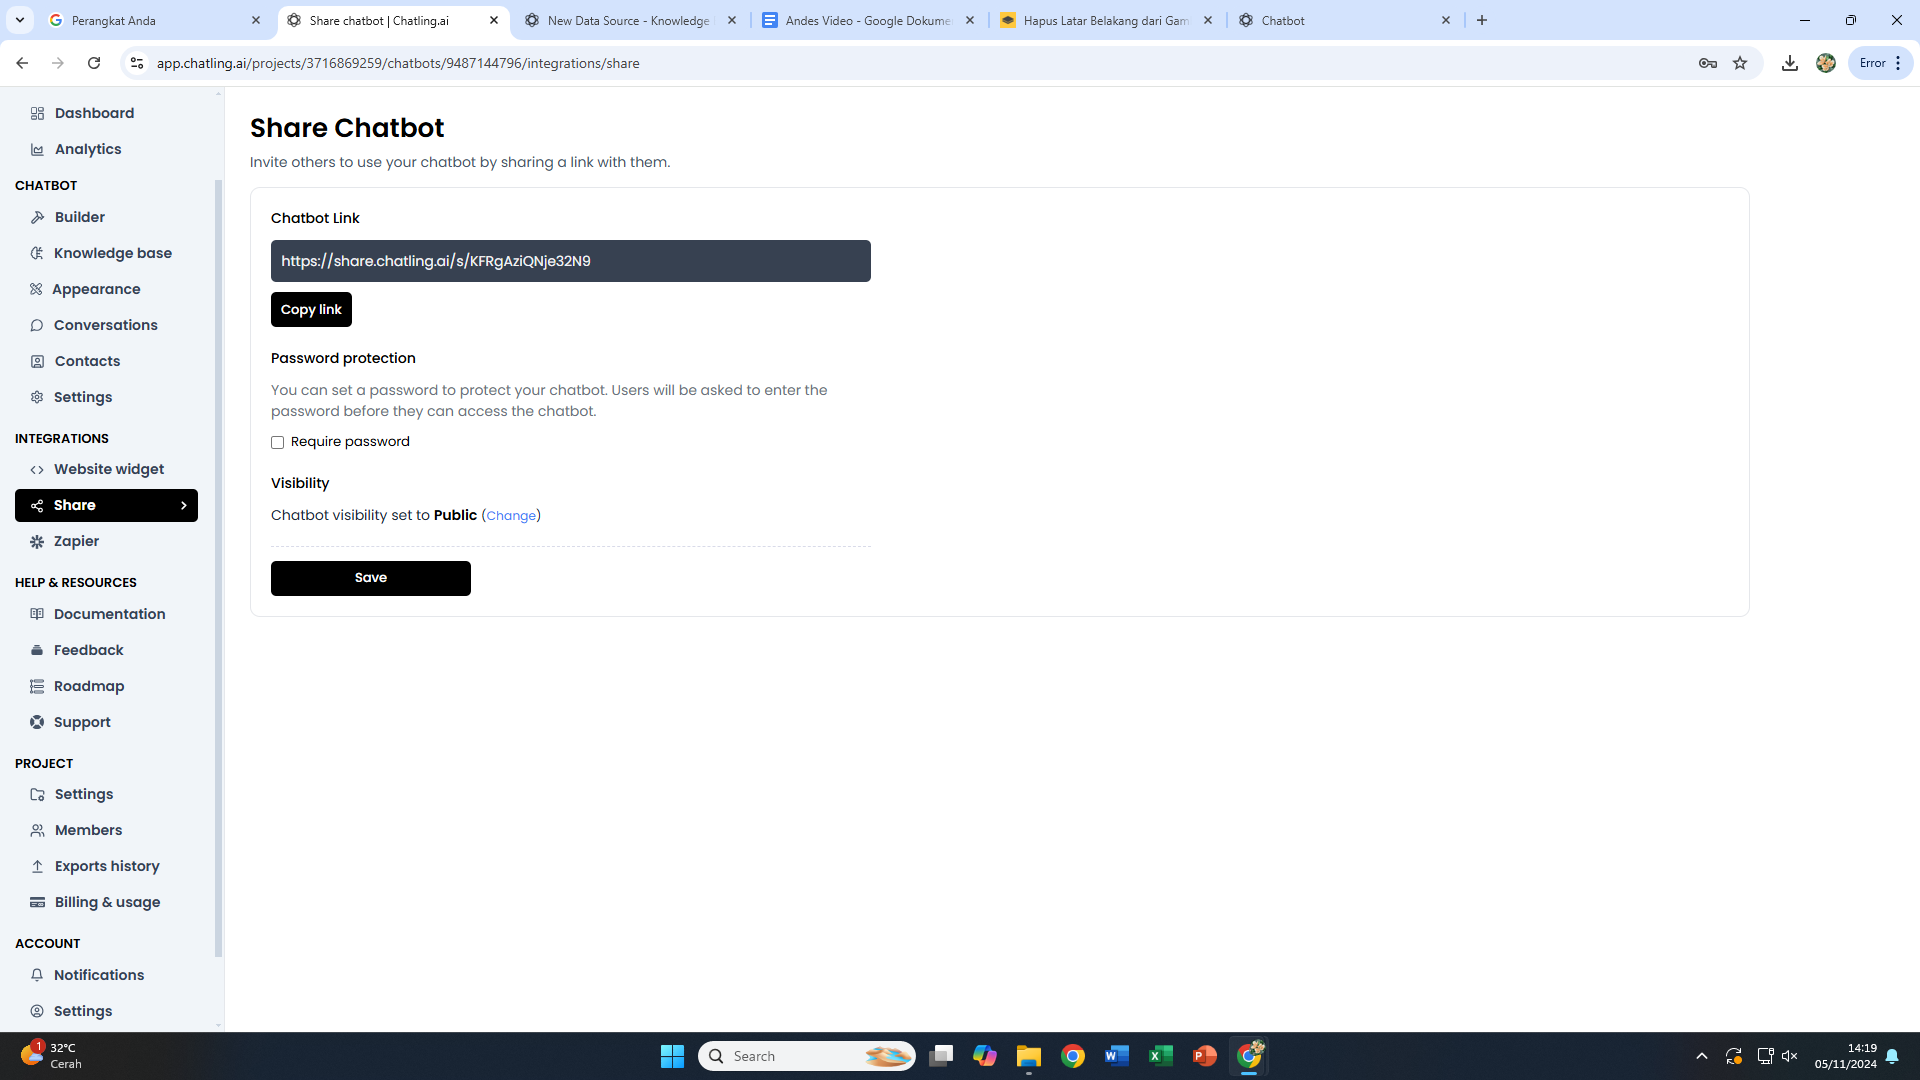 Perangkat Anda
Share chatbot | Chatling.ai
New Data Source - Knowledge
Andes Video - Google Dokume
Hapus Latar Belakang dari Gam
Chatbot
app.chatling.ai/projects/3716869259/chatbots/9487144796/integrations/share
Error
Dashboard
Analytics
CHATBOT
Builder
Knowledge base
Appearance
Conversations
Contacts
Settings
INTEGRATIONS
Website widget
Share
Zapier
HELP & RESOURCES
Documentation
Feedback
Roadmap
Support
PROJECT
Settings
Members
Exports history
Billing & usage
ACCOUNT
Notifications
Settings
Share Chatbot
Invite others to use your chatbot by sharing a link with them.
Chatbot Link
https://share.chatling.ai/s/KFRgAziQNje32N9
Copy link
Password protection
You can set a password to protect your chatbot. Users will be asked to enter the
password before they can access the chatbot.
Require password
Visibility
Chatbot visibility set to Public (Change)
Save
1
32°C
Cerah
Search
14:19
05/11/2024